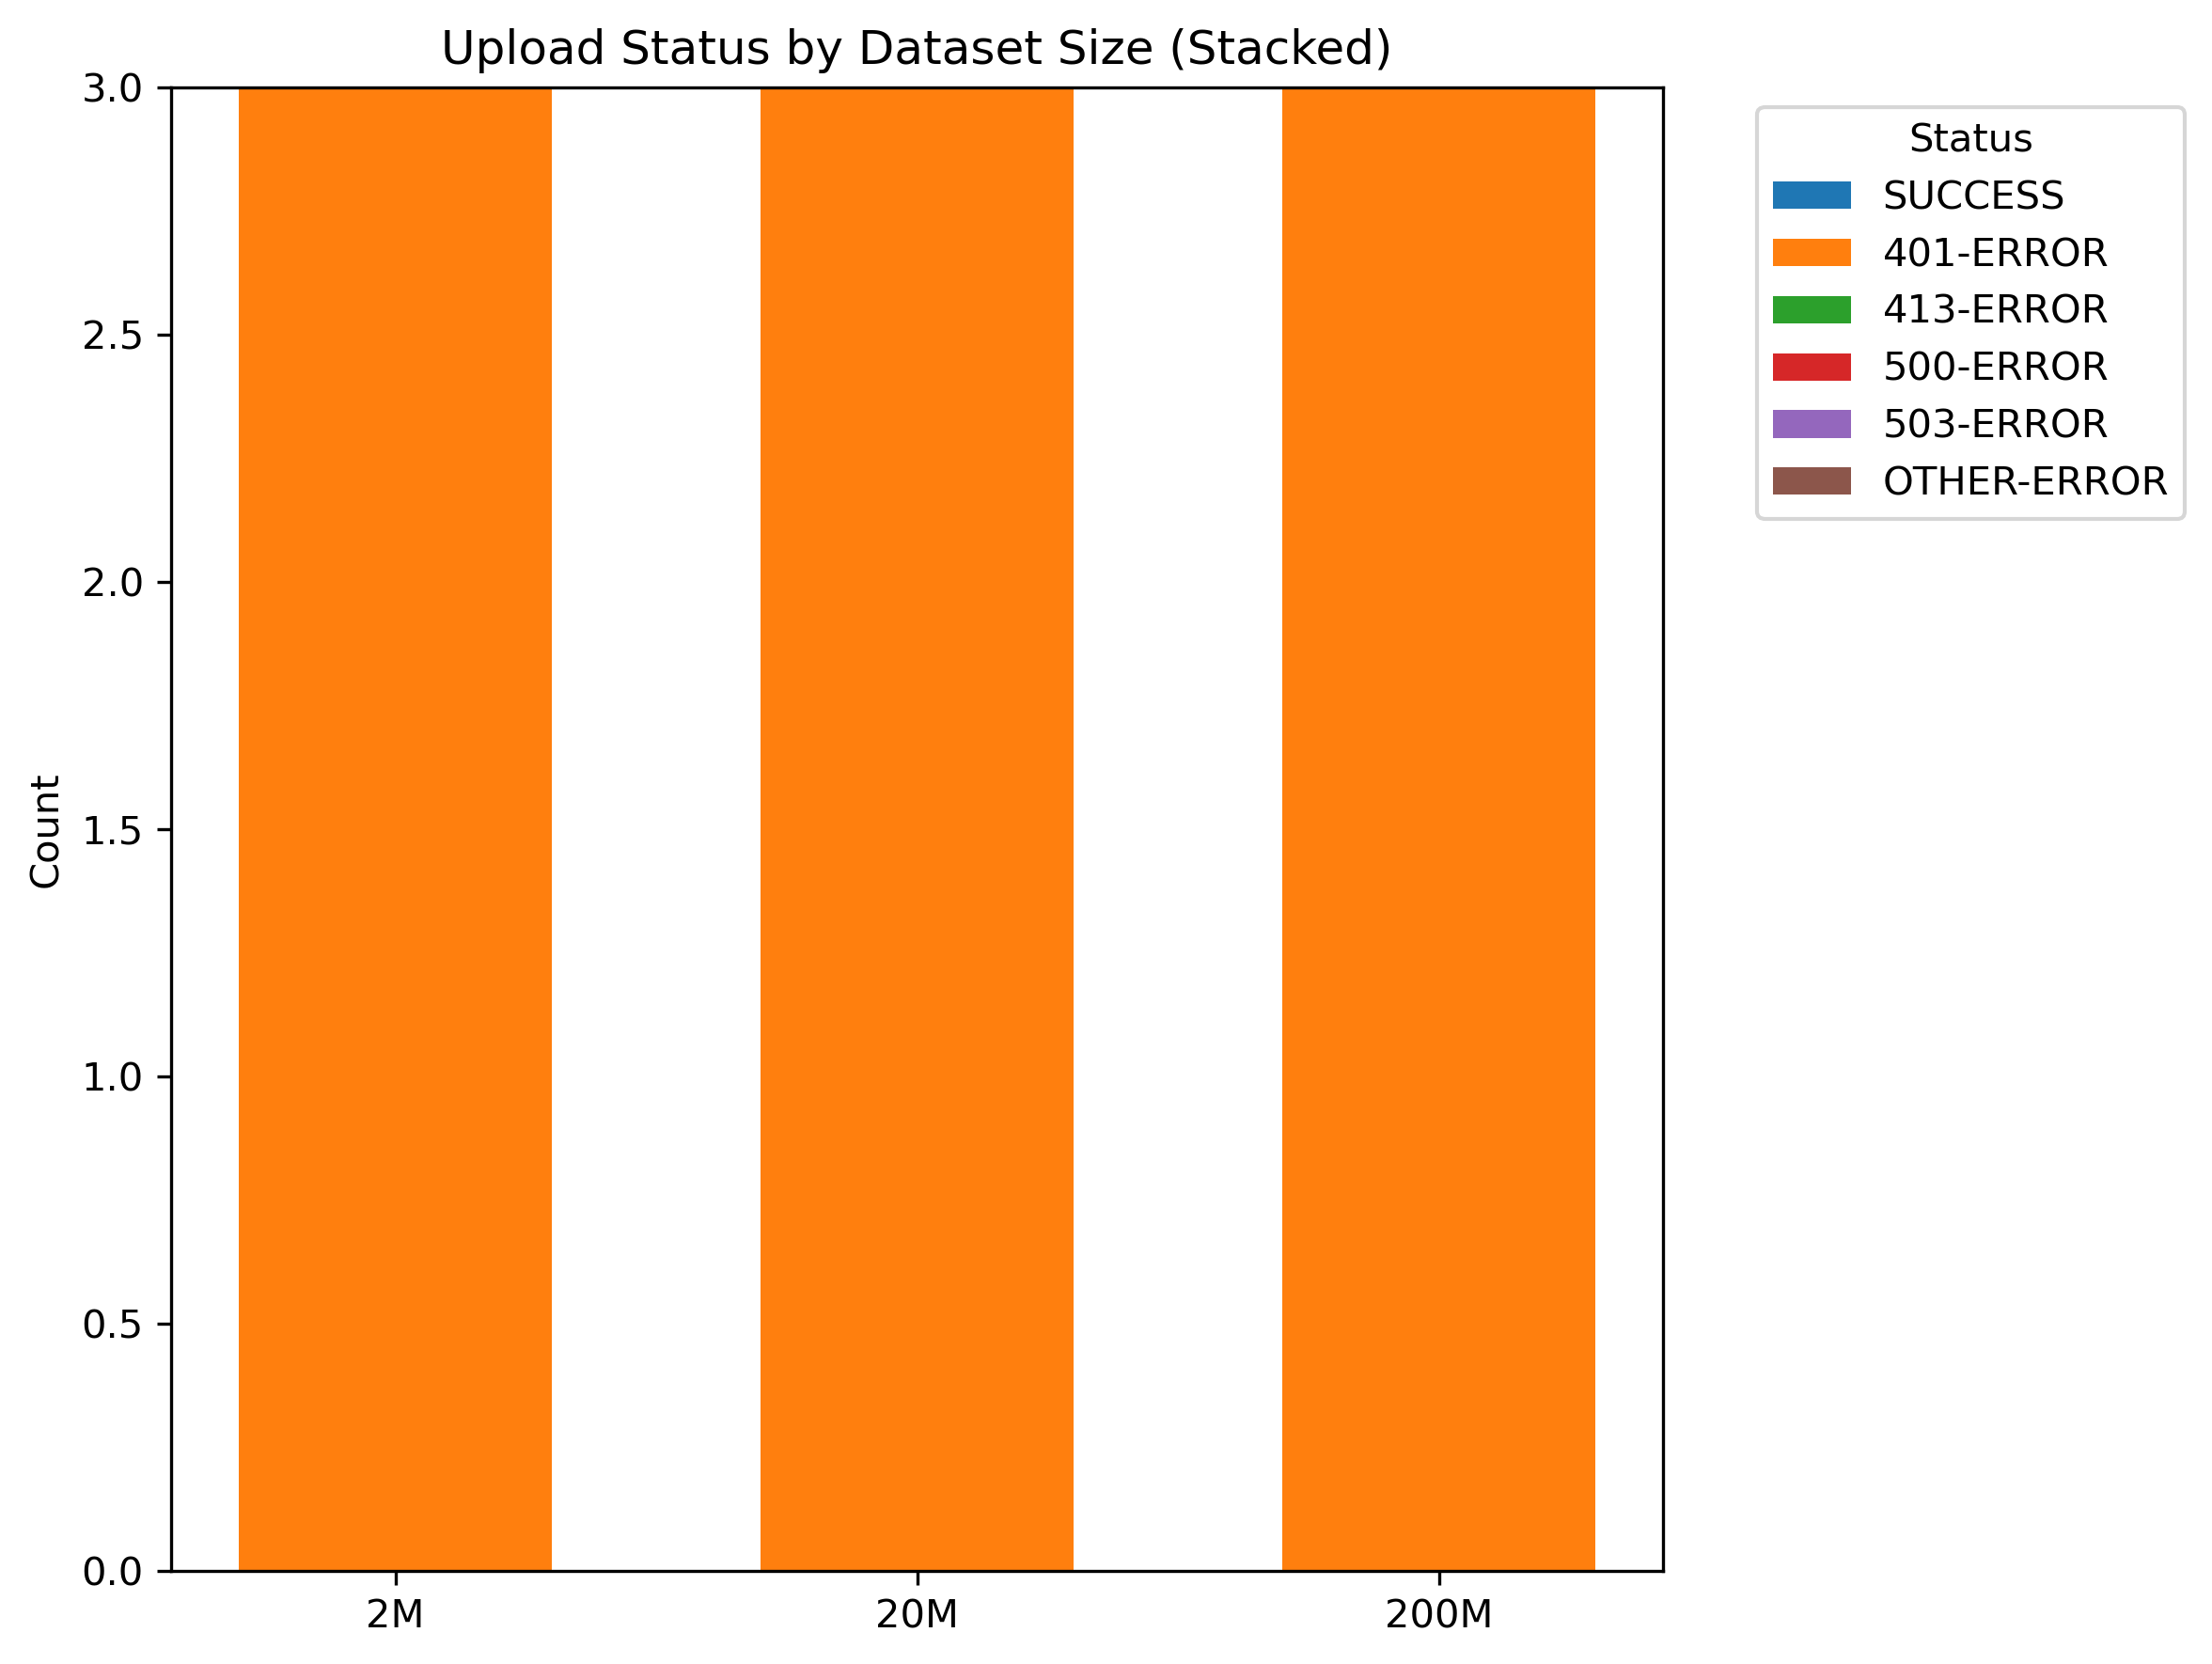 Upload Status by Dataset Size (Stacked)
3.0
2.5
2.0
1.5
1.0
0.5
0.0
Count
2M
20M
200M
Status
SUCCESS
401-ERROR
413-ERROR
500-ERROR
503-ERROR
OTHER-ERROR